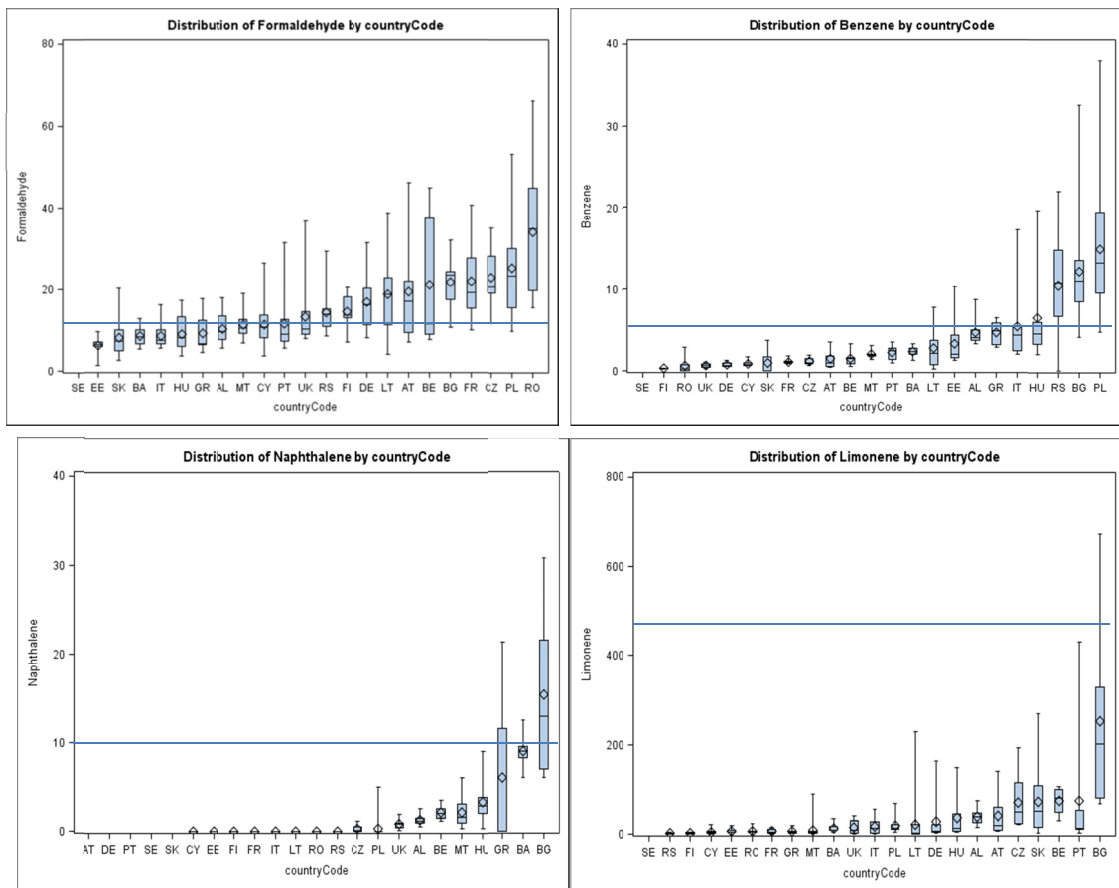 Distribution of Formaldehyde by countryCode
80
60
40
20
0
Formaldehyde
SE EE SK BA IT HU GR AL MT CY PT UK RS FI DE LT AT BE BG FR CZ PL RO
countryCode
Distribution of Benzene by countryCode
40
30
20
10
0
Benzene
SE FI RO UK DE CY SK FR CZ AT BE MT PT BA LT EE AL GR IT HU RS BG PL
countryCode
Distribution of Naphthalene by countryCode
40
30
20
10
0
Naphthalene
AT DE PT SE SK CY EE FI FR IT LT RO RS CZ PL UK AL BE MT HU GR BA BG
countryCode
Distribution of Limonene by countryCode
800
600
400
200
0
Limonene
SE RS FI CY EE RO FR GR MT BA UK IT PL LT DE HU AL AT CZ SK BE PT BG
countryCode